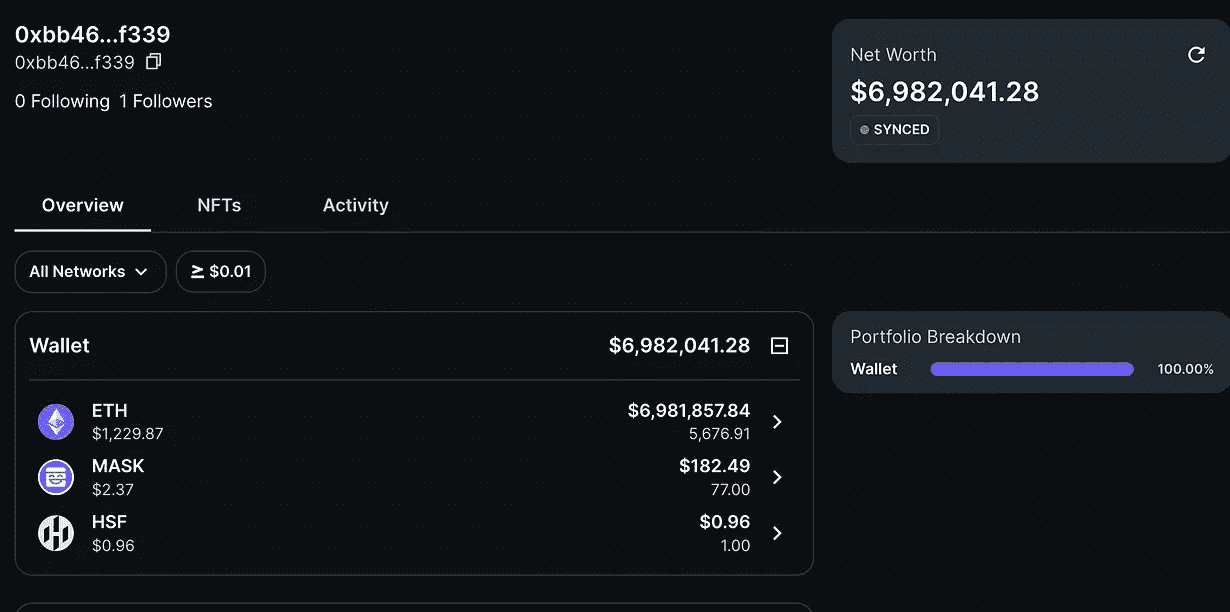 0xbb46...f339
0xbb46...f339
0 Following 1 Followers
Net Worth
$6,982,041.28
SYNCED
Overview NFTs Activity
All Networks ≥ $0.01
Wallet $6,982,041.28
ETH $6,981,857.84
$1,229.87 5,676.91
MASK $182.49
$2.37 77.00
HSF $0.96
$0.96 1.00
Portfolio Breakdown
Wallet 100.00%